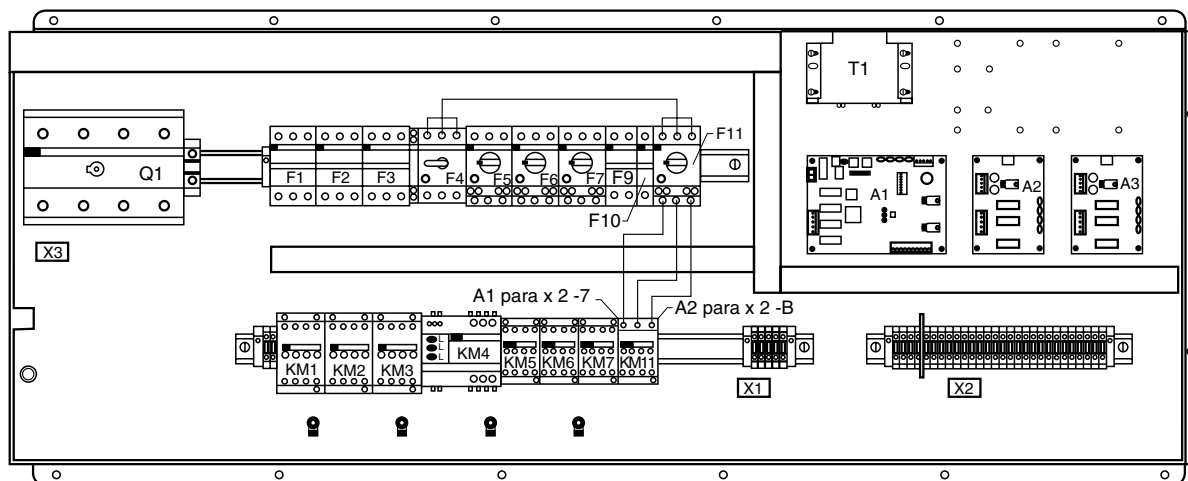 T1
F11
Q1
F1
F2
F3
F4
F5
F6
F7
F9
A1
A2
A3
F10
X3
A1 para x 2 -7
A2 para x 2 -B
L
L
L
KM1
KM2
KM3
KM4
KM5
KM6
KM7
KM11
X1
X2